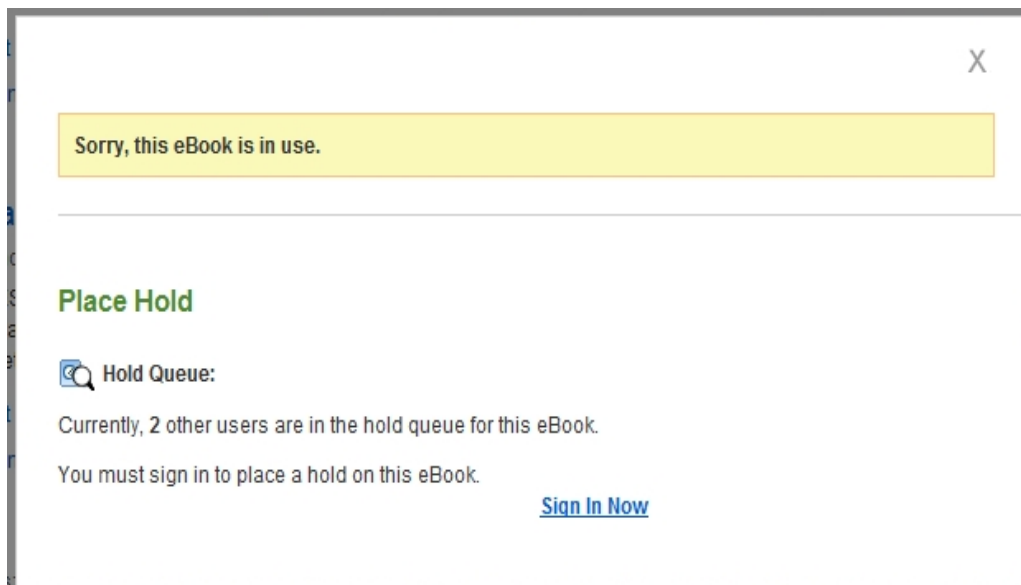 X
Sorry, this eBook is in use.
Place Hold
Hold Queue:
Currently, 2 other users are in the hold queue for this eBook.
You must sign in to place a hold on this eBook.
Sign In Now